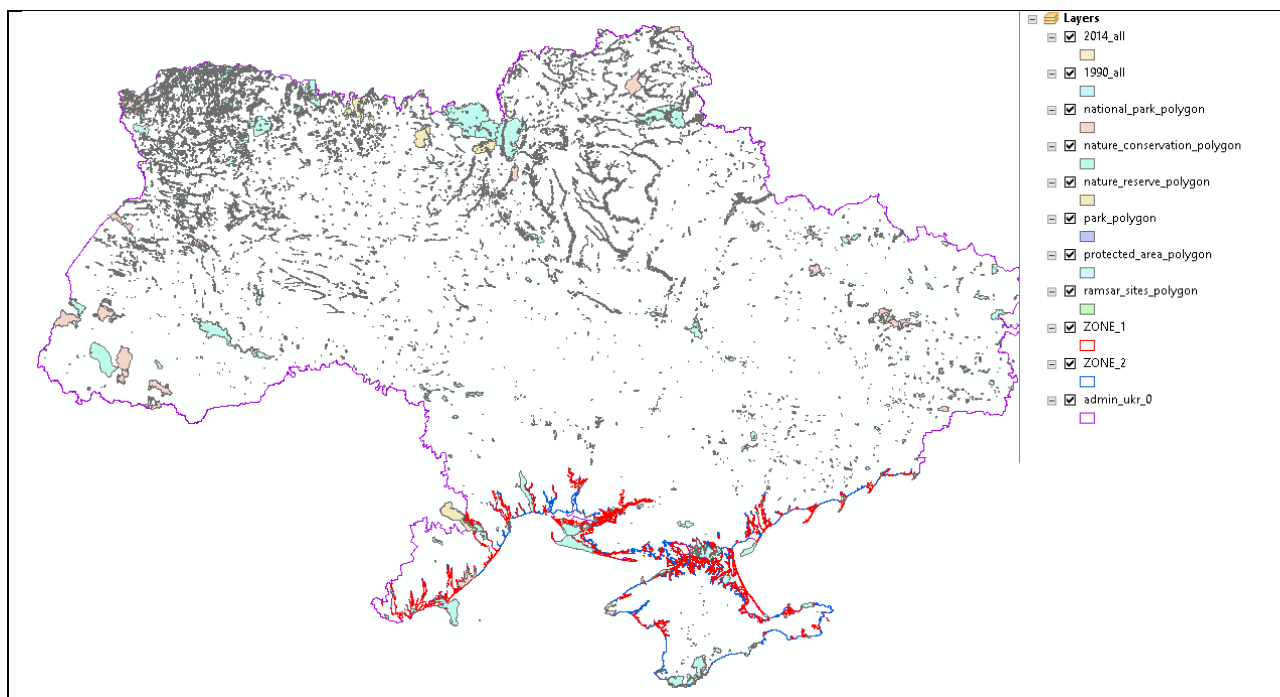 Layers
2014_all
1990_all
national_park_polygon
nature_conservation_polygon
nature_reserve_polygon
park_polygon
protected_area_polygon
ramsar_sites_polygon
ZONE_1
ZONE_2
admin_ukr_0